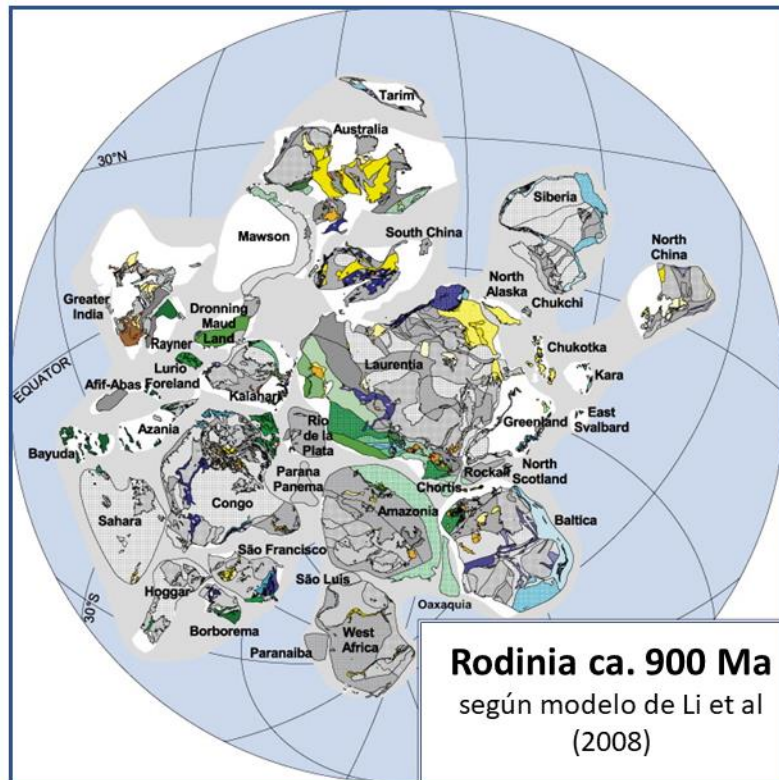 Tarim
Australia
30°N
Siberia
Mawson
South China
North
China
North
Alaska
Chukchi
Greater
India
Dronning
Maud
Land
Rayner
Laurentia
Chukotka
EQUATOR
Lurio
Foreland
Kara
Afif-Abas
Kalahari
Greenland
East
Svalbard
Azania
Rio
de la
Plata
Bayuda
North
Scotland
Rockall
Parana
Panema
Chortis
Congo
Amazonia
Baltica
Sahara
São Francisco
São Luis
Hoggar
Oaxaquia
30°S
Borborema
West
Africa
Paranaiba
Rodinia ca. 900 Ma
según modelo de Li et al
(2008)